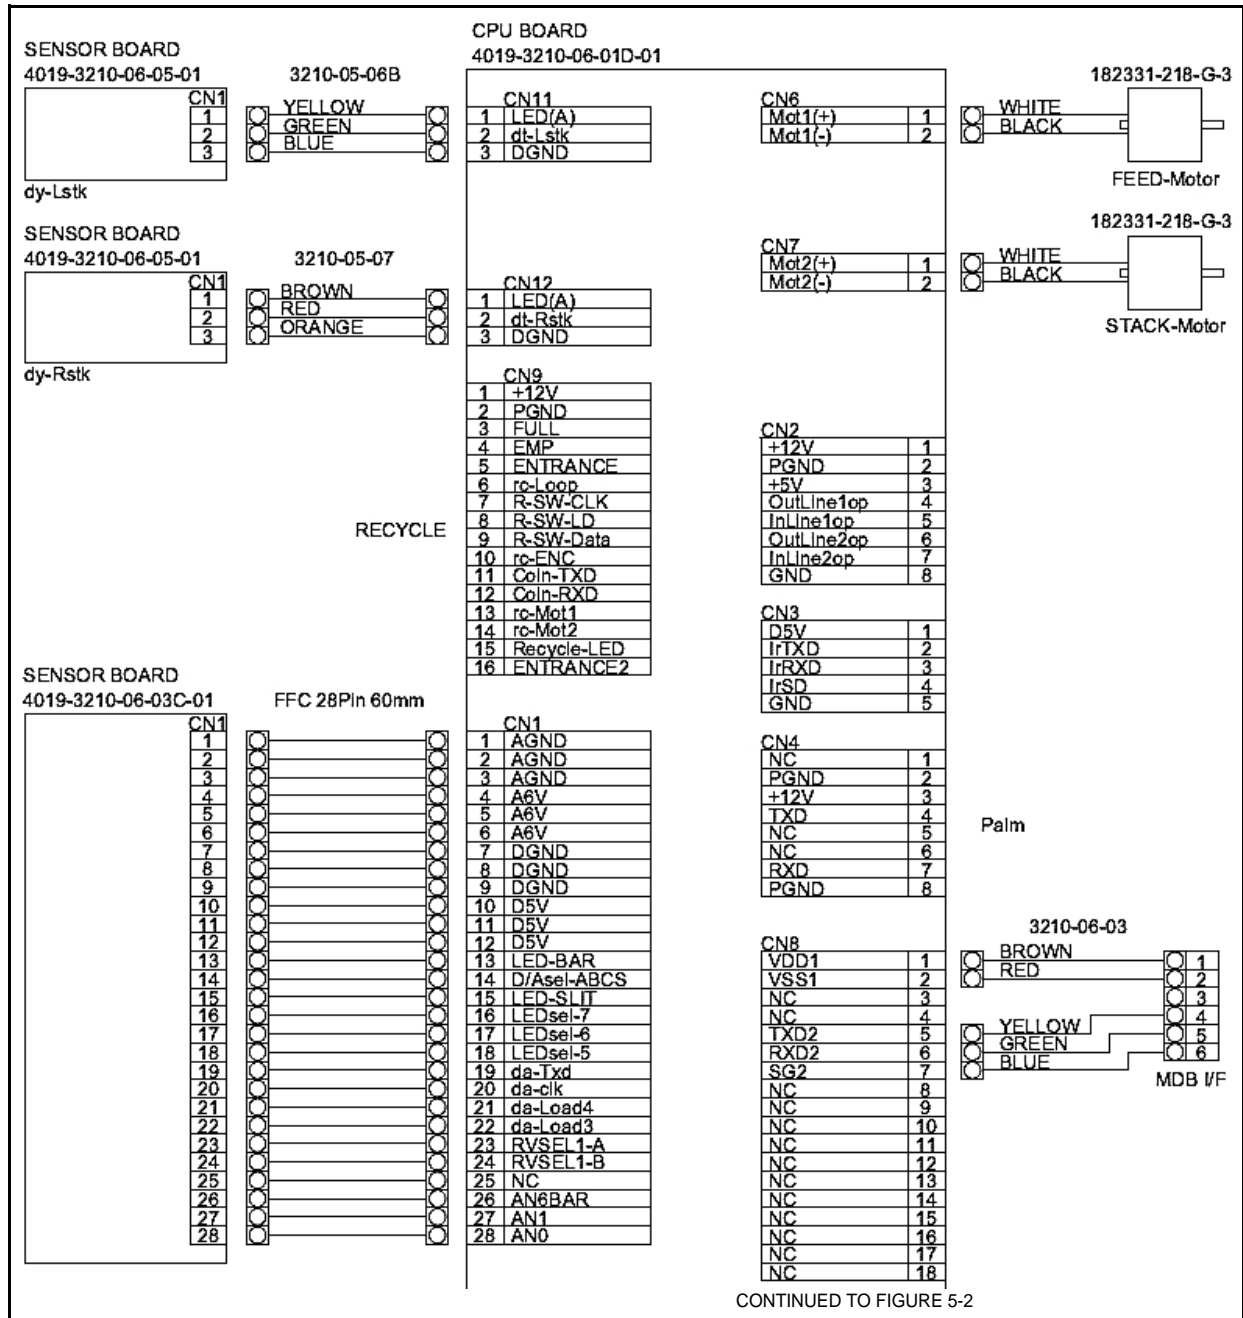 CPU BOARD
4019-3210-06-01D-01
SENSOR BOARD
4019-3210-06-05-01
3210-05-06B
CN1
1
2
3
YELLOW
GREEN
BLUE
dy-Lstk
CN11
1 LED(A)
2 dt-Lstk
3 DGND
CN6
Mot1(+) 1
Mot1(-) 2
WHITE
BLACK
182331-218-G-3
FEED-Motor
SENSOR BOARD
4019-3210-06-05-01
3210-05-07
CN1
1
2
3
BROWN
RED
ORANGE
dy-Rstk
CN12
1 LED(A)
2 dt-Rstk
3 DGND
CN7
Mot2(+) 1
Mot2(-) 2
WHITE
BLACK
182331-218-G-3
STACK-Motor
RECYCLE
CN9
1 +12V
2 PGND
3 FULL
4 EMP
5 ENTRANCE
6 rc-Loop
7 R-SW-CLK
8 R-SW-LD
9 R-SW-Data
10 rc-ENC
11 Coin-TXD
12 Coin-RXD
13 rc-Mot1
14 rc-Mot2
15 Recycle-LED
16 ENTRANCE2
CN2
+12V 1
PGND 2
+5V 3
OutLine1op 4
InLine1op 5
OutLine2op 6
InLine2op 7
GND 8
CN3
D5V 1
IrTXD 2
IrRXD 3
IrSD 4
GND 5
SENSOR BOARD
4019-3210-06-03C-01
FFC 28Pin 60mm
CN1
1
2
3
4
5
6
7
8
9
10
11
12
13
14
15
16
17
18
19
20
21
22
23
24
25
26
27
28
CN1
1 AGND
2 AGND
3 AGND
4 A6V
5 A6V
6 A6V
7 DGND
8 DGND
9 DGND
10 D5V
11 D5V
12 D5V
13 LED-BAR
14 D/Asel-ABCS
15 LED-SLIT
16 LEDsel-7
17 LEDsel-6
18 LEDsel-5
19 da-Txd
20 da-clk
21 da-Load4
22 da-Load3
23 RVSEL1-A
24 RVSEL1-B
25 NC
26 AN6BAR
27 AN1
28 AN0
CN4
NC 1
PGND 2
+12V 3
TXD 4
NC 5
NC 6
RXD 7
PGND 8
Palm
CN8
VDD1 1
VSS1 2
NC 3
NC 4
TXD2 5
RXD2 6
SG2 7
NC 8
NC 9
NC 10
NC 11
NC 12
NC 13
NC 14
NC 15
NC 16
NC 17
NC 18
3210-06-03
BROWN
RED
YELLOW
GREEN
BLUE
1
2
3
4
5
6
MDB I/F
CONTINUED TO FIGURE 5-2